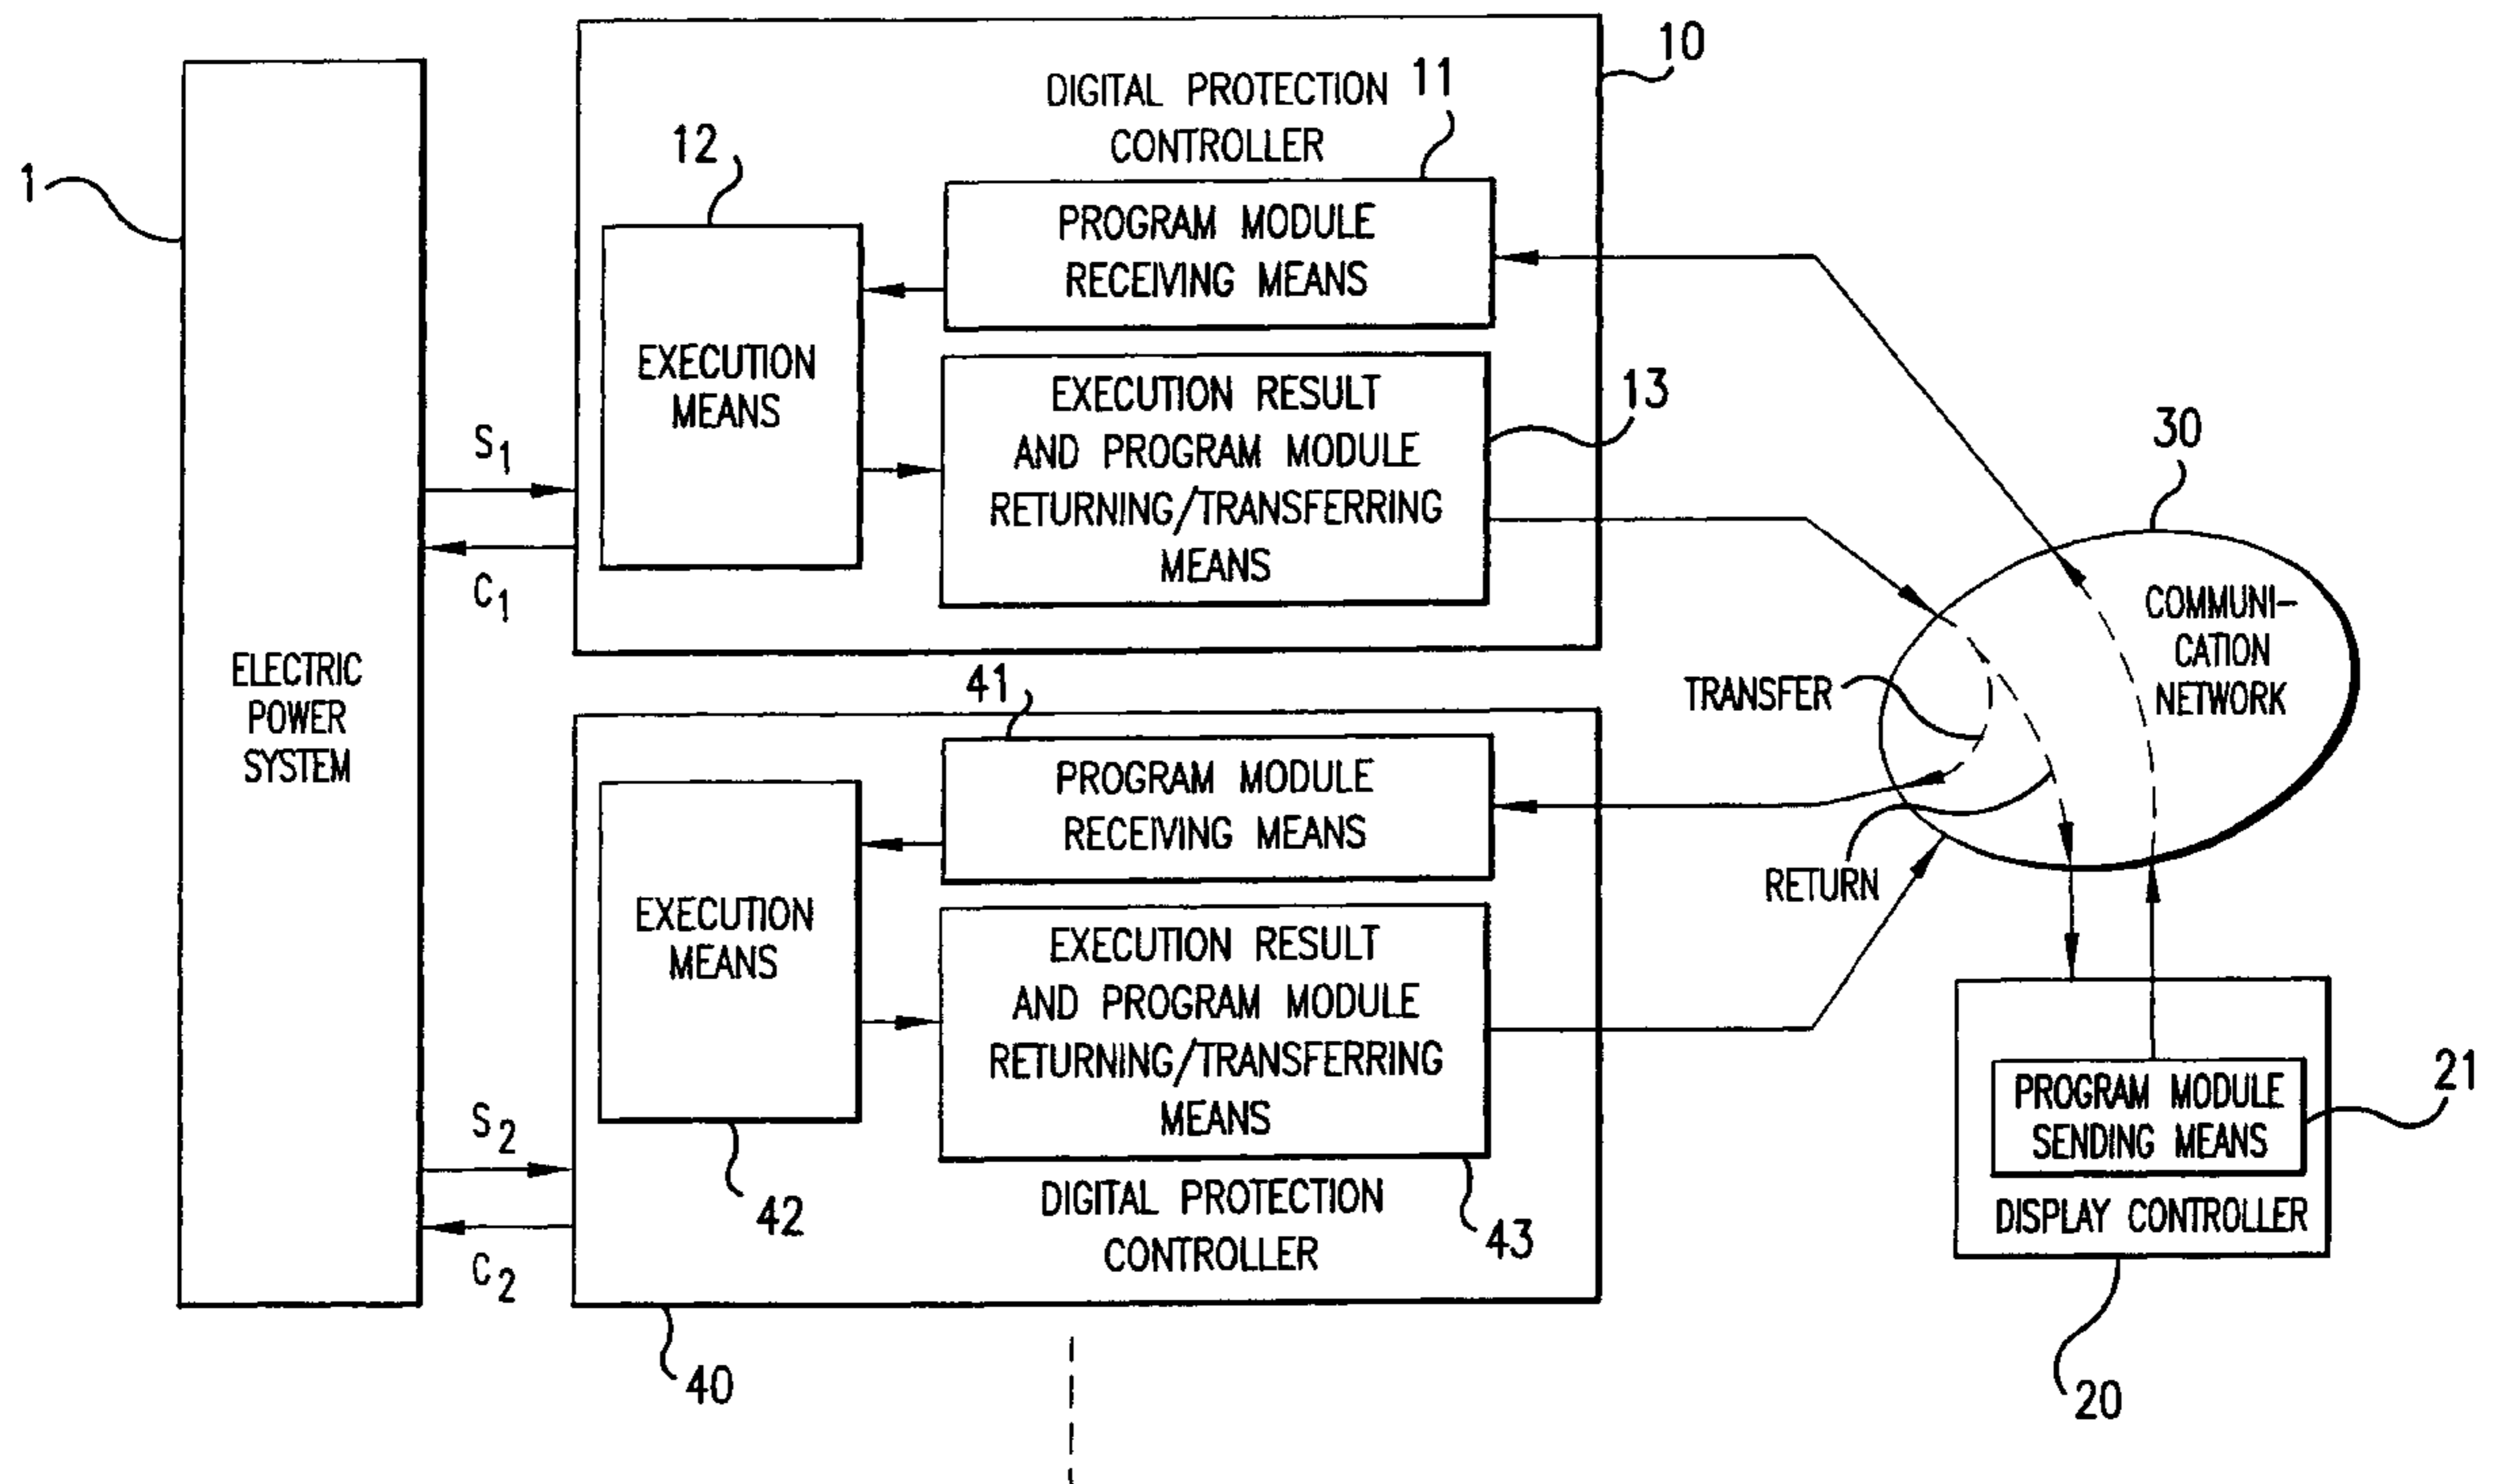 1
ELECTRIC
POWER
SYSTEM
S1
C1
S2
C2
10
DIGITAL PROTECTION
CONTROLLER
11
12
PROGRAM MODULE
RECEIVING MEANS
EXECUTION
MEANS
13
EXECUTION RESULT
AND PROGRAM MODULE
RETURNING/TRANSFERRING
MEANS
41
PROGRAM MODULE
RECEIVING MEANS
EXECUTION
MEANS
42
EXECUTION RESULT
AND PROGRAM MODULE
RETURNING/TRANSFERRING
MEANS
43
DIGITAL PROTECTION
CONTROLLER
40
30
COMMUNI-
CATION
NETWORK
TRANSFER
RETURN
PROGRAM MODULE
SENDING MEANS
21
DISPLAY CONTROLLER
20